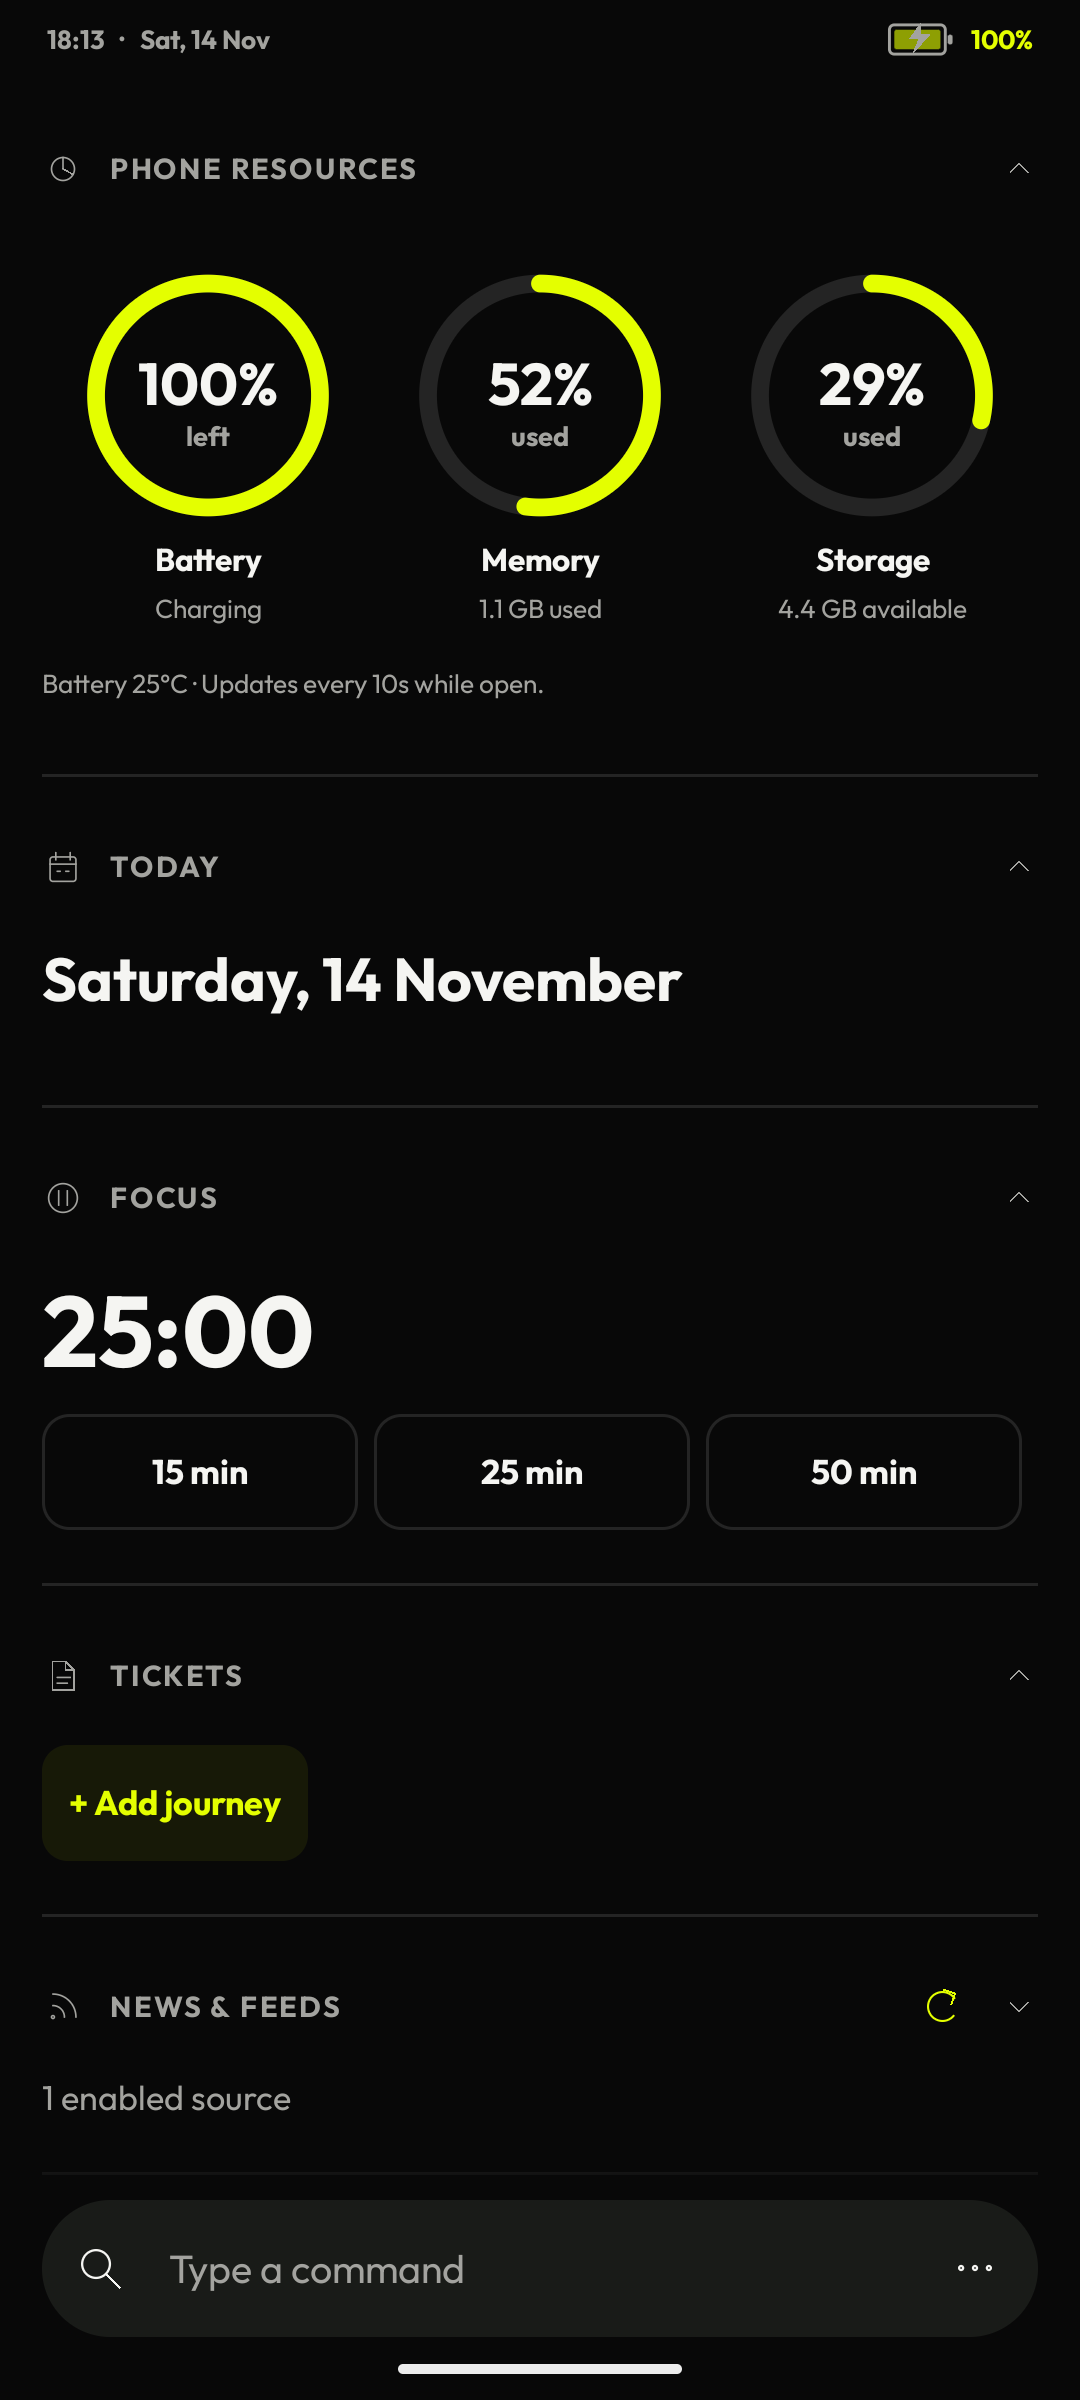 18:13 · Sat, 14 Nov
100%
PHONE RESOURCES
100%
left
52%
used
29%
used
Battery
Memory
Storage
Charging
1.1 GB used
4.4 GB available
Battery 25°C · Updates every 10s while open.
TODAY
Saturday, 14 November
FOCUS
25:00
15 min
25 min
50 min
TICKETS
+ Add journey
NEWS & FEEDS
1 enabled source
Type a command